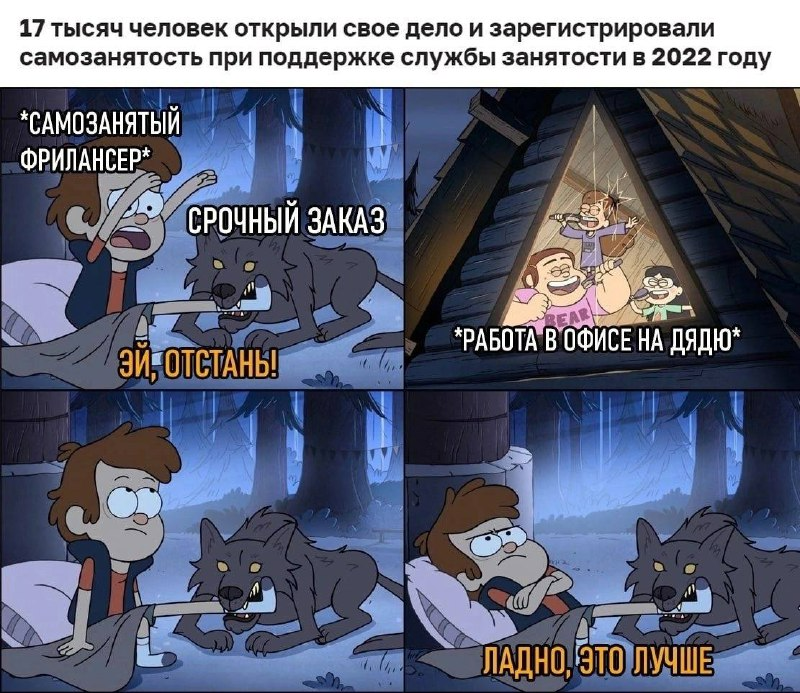 17 тысяч человек открыли свое дело и зарегистрировали
самозанятость при поддержке службы занятости в 2022 году
*САМОЗАНЯТЫЙ
ФРИЛАНСЕР*
СРОЧНЫЙ ЗАКАЗ
ЭЙ, ОТСТАНЬ!
BEAR
*РАБОТА В ОФИСЕ НА ДЯДЮ*
ЛАДНО, ЭТО ЛУЧШЕ